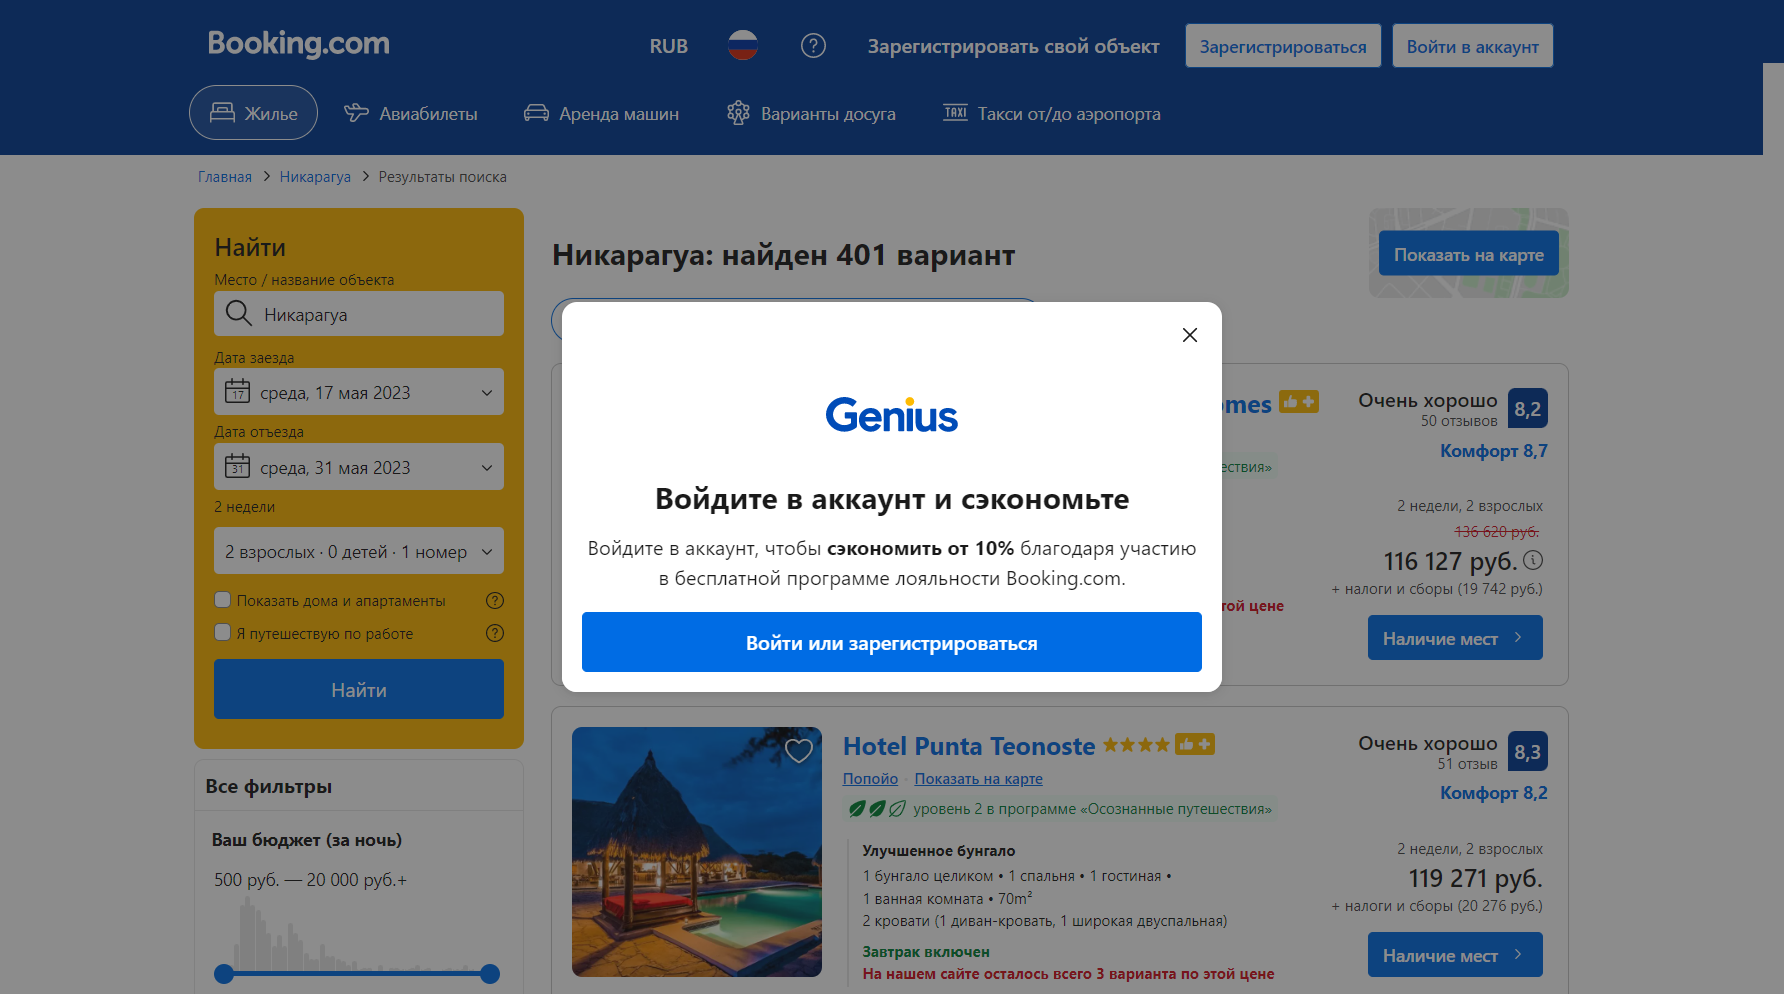 Booking.com
RUB
Зарегистрировать свой объект
Зарегистрироваться
Войти в аккаунт
Жилье
Авиабилеты
Аренда машин
Варианты досуга
TAXI
Такси от/до аэропорта
Главная
Никарагуа
Результаты поиска
Найти
Место / название объекта
Никарагуа
Дата заезда
17
среда, 17 мая 2023
Дата отъезда
31
среда, 31 мая 2023
2 недели
2 взрослых · 0 детей · 1 номер
Показать дома и апартаменты
Я путешествую по работе
Найти
Все фильтры
Ваш бюджет (за ночь)
500 руб. — 20 000 руб.+
Никарагуа: найден 401 вариант
Показать на карте
Genius
Войдите в аккаунт и сэкономьте
Войдите в аккаунт, чтобы сэкономить от 10% благодаря участию
в бесплатной программе лояльности Booking.com.
Войти или зарегистрироваться
Очень хорошо
8,2
50 отзывов
Комфорт 8,7
2 недели, 2 взрослых
136 620 руб.
116 127 руб.
+ налоги и сборы (19 742 руб.)
цене
Наличие мест
Hotel Punta Teonoste
Попойо · Показать на карте
уровень 2 в программе «Осознанные путешествия»
Улучшенное бунгало
1 бунгало целиком • 1 спальня • 1 гостиная •
1 ванная комната • 70m²
2 кровати (1 диван-кровать, 1 широкая двуспальная)
Завтрак включен
На нашем сайте осталось всего 3 варианта по этой цене
Очень хорошо
8,3
51 отзыв
Комфорт 8,2
2 недели, 2 взрослых
119 271 руб.
+ налоги и сборы (20 276 руб.)
Наличие мест